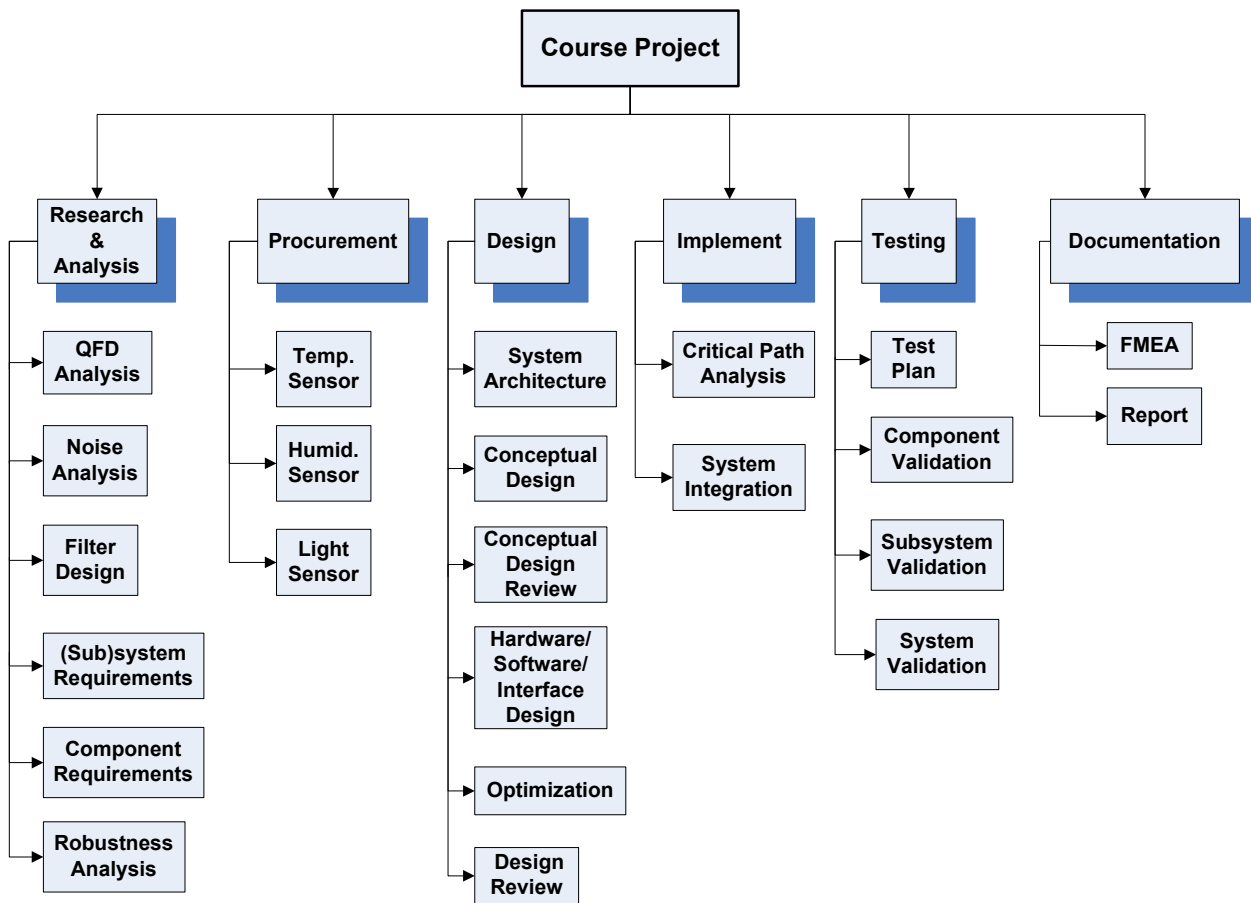 Course Project
Research
&
Analysis
QFD
Analysis
Noise
Analysis
Filter
Design
(Sub)system
Requirements
Component
Requirements
Robustness
Analysis
Procurement
Temp.
Sensor
Humid.
Sensor
Light
Sensor
Design
System
Architecture
Conceptual
Design
Conceptual
Design
Review
Hardware/
Software/
Interface
Design
Optimization
Design
Review
Implement
Critical Path
Analysis
System
Integration
Testing
Test
Plan
Component
Validation
Subsystem
Validation
System
Validation
Documentation
FMEA
Report